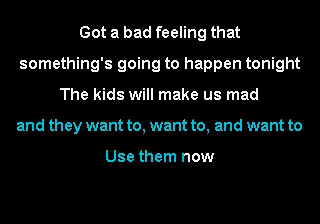 Got a bad feeling that
something's going to happen tonight
The kids will make us mad
and they want to, want to, and want to
Use them now